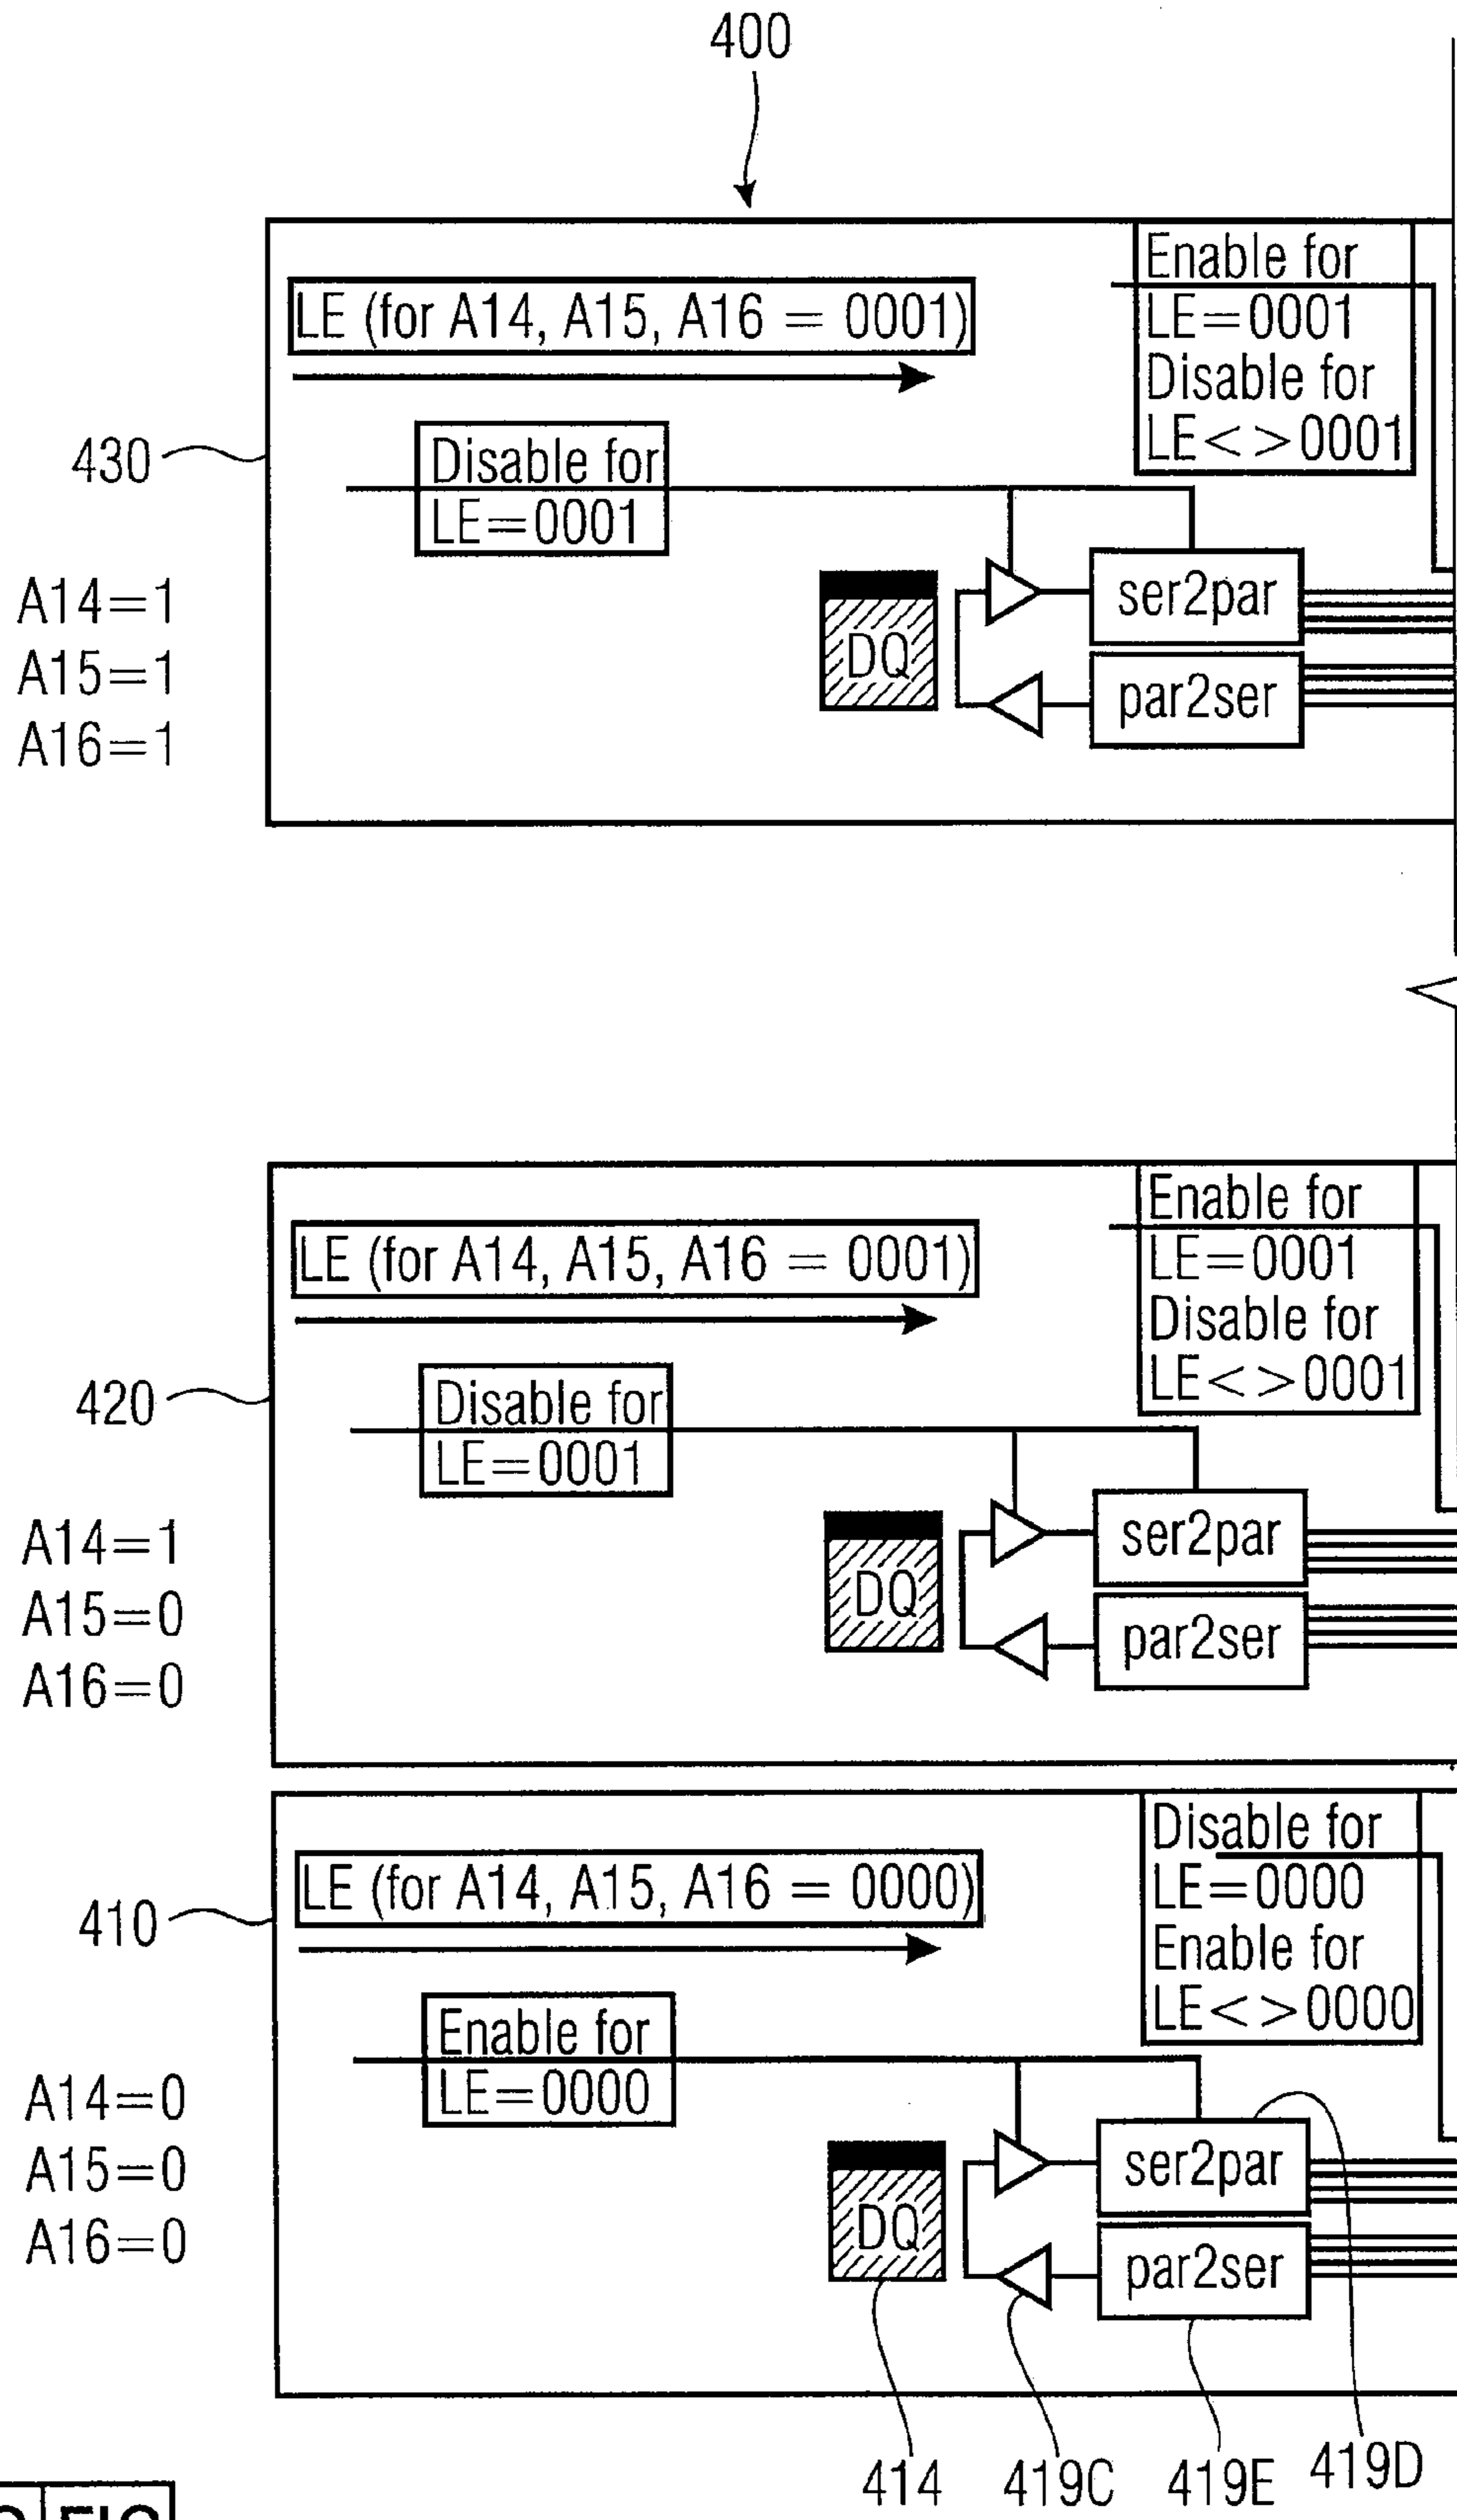 400
Enable for
LE=0001
Disable for
LE<>0001
LE (for A14, A15, A16 = 0001)
430
Disable for
LE=0001
A14=1
A15=1
A16=1
DQ
ser2par
par2ser
Enable for
LE=0001
Disable for
LE<>0001
LE (for A14, A15, A16 = 0001)
420
Disable for
LE=0001
A14=1
A15=0
A16=0
DQ
ser2par
par2ser
Disable for
LE=0000
Enable for
LE<>0000
LE (for A14, A15, A16 = 0000)
410
Enable for
LE=0000
A14=0
A15=0
A16=0
DQ
ser2par
par2ser
414 419C 419E 419D